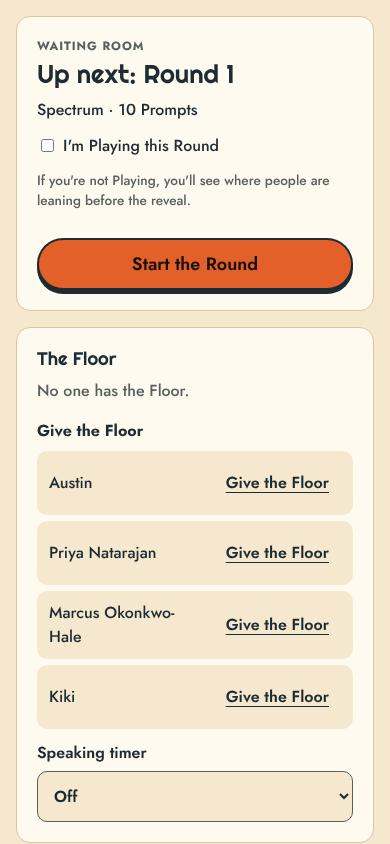 WAITING ROOM
Up next: Round 1
Spectrum · 10 Prompts
I'm Playing this Round
If you're not Playing, you'll see where people are
leaning before the reveal.
Start the Round
The Floor
No one has the Floor.
Give the Floor
Austin Give the Floor
Priya Natarajan Give the Floor
Marcus Okonkwo-
Hale Give the Floor
Kiki Give the Floor
Speaking timer
Off